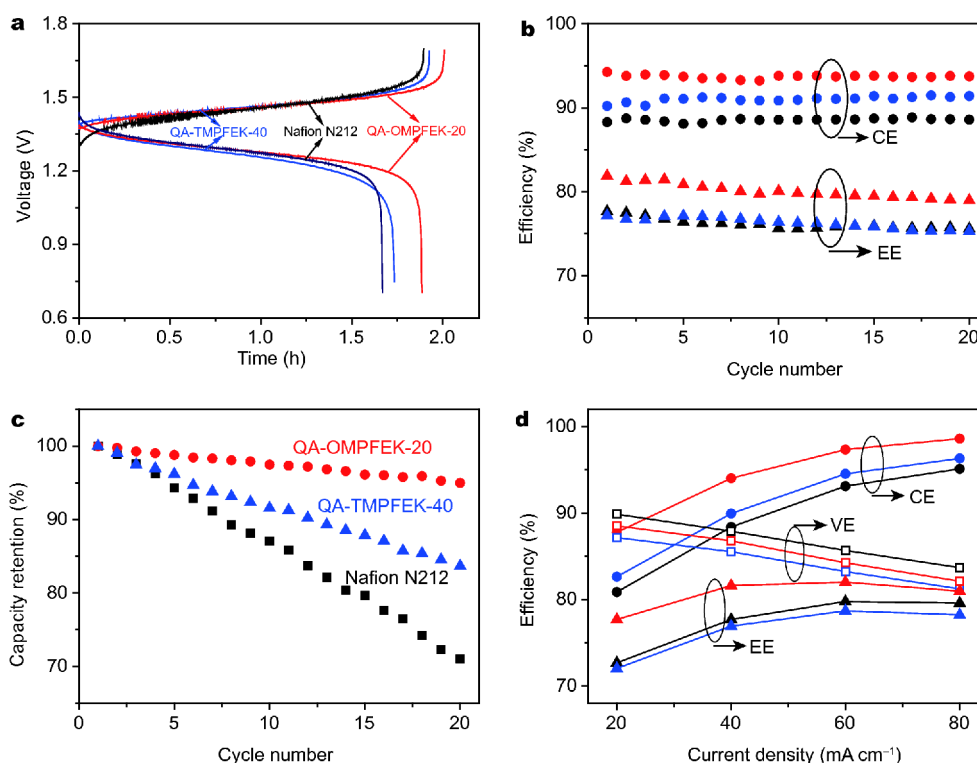 a
1.8
1.5
1.2
0.9
0.6
Voltage (V)
QA-TMPFEK-40
Nafion N212
QA-OMPFEK-20
0.0
0.5
1.0
1.5
2.0
Time (h)
b
100
90
80
70
Efficiency (%)
CE
EE
0
5
10
15
20
Cycle number
c
100
90
80
70
Capacity retention (%)
QA-OMPFEK-20
QA-TMPFEK-40
Nafion N212
0
5
10
15
20
Cycle number
d
100
90
80
70
Efficiency (%)
CE
VE
EE
20
40
60
80
Current density (mA cm⁻¹)